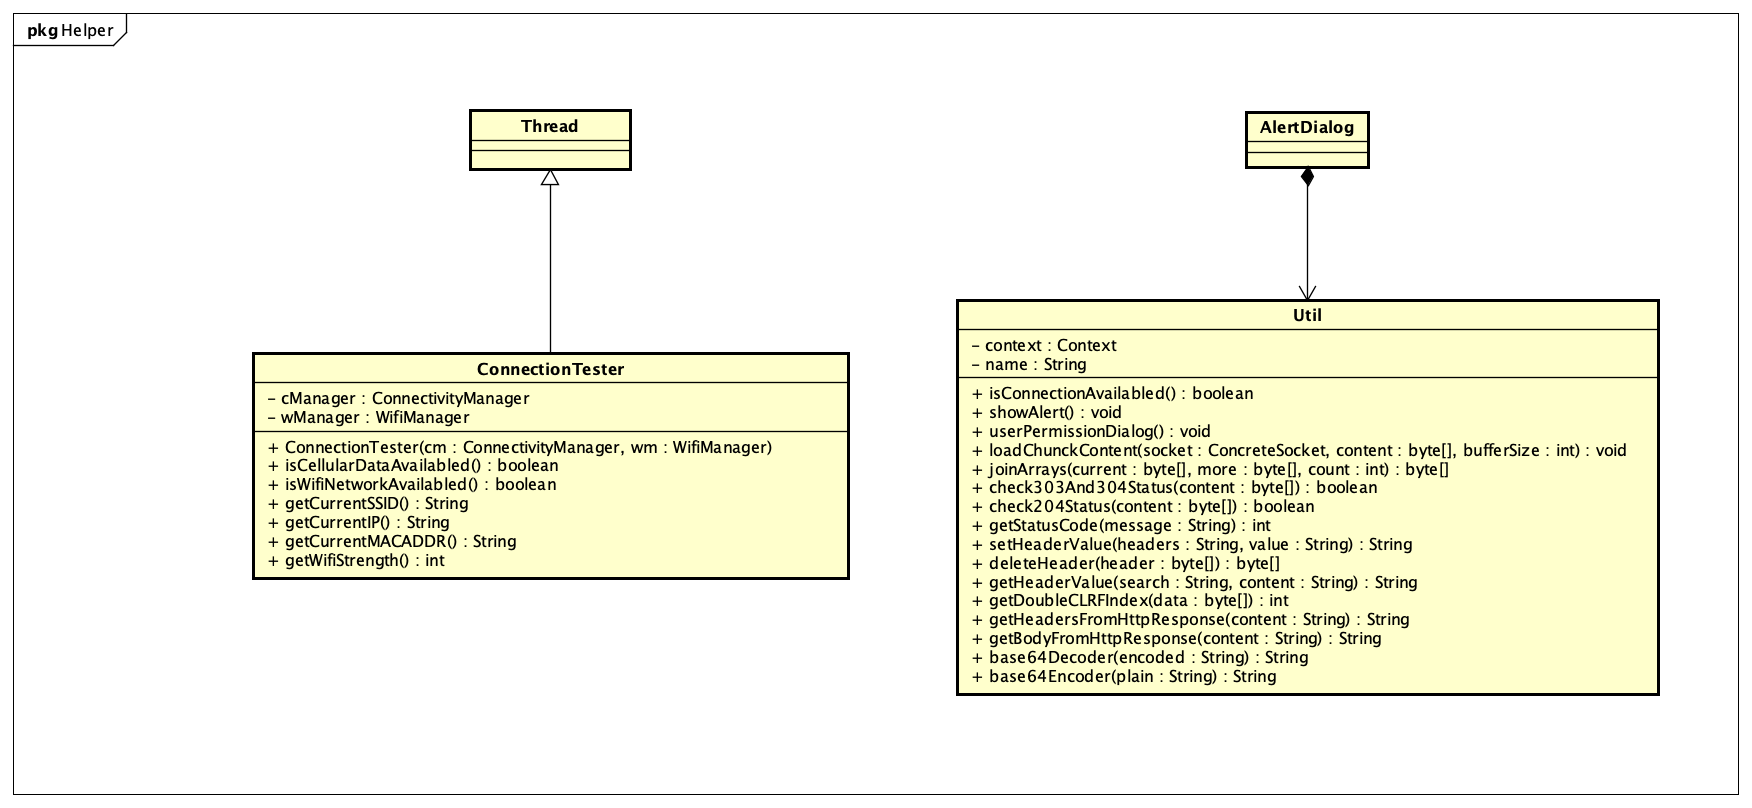 pkg Helper
Thread
AlertDialog
ConnectionTester
- cManager : ConnectivityManager
- wManager : WifiManager
+ ConnectionTester(cm : ConnectivityManager, wm : WifiManager)
+ isCellularDataAvailabled() : boolean
+ isWifiNetworkAvailabled() : boolean
+ getCurrentSSID() : String
+ getCurrentIP() : String
+ getCurrentMACADDR() : String
+ getWifiStrength() : int
Util
- context : Context
- name : String
+ isConnectionAvailabled() : boolean
+ showAlert() : void
+ userPermissionDialog() : void
+ loadChunckContent(socket : ConcreteSocket, content : byte[], bufferSize : int) : void
+ joinArrays(current : byte[], more : byte[], count : int) : byte[]
+ check303And304Status(content : byte[]) : boolean
+ check204Status(content : byte[]) : boolean
+ getStatusCode(message : String) : int
+ setHeaderValue(headers : String, value : String) : String
+ deleteHeader(header : byte[]) : byte[]
+ getHeaderValue(search : String, content : String) : String
+ getDoubleCLRFIndex(data : byte[]) : int
+ getHeadersFromHttpResponse(content : String) : String
+ getBodyFromHttpResponse(content : String) : String
+ base64Decoder(encoded : String) : String
+ base64Encoder(plain : String) : String